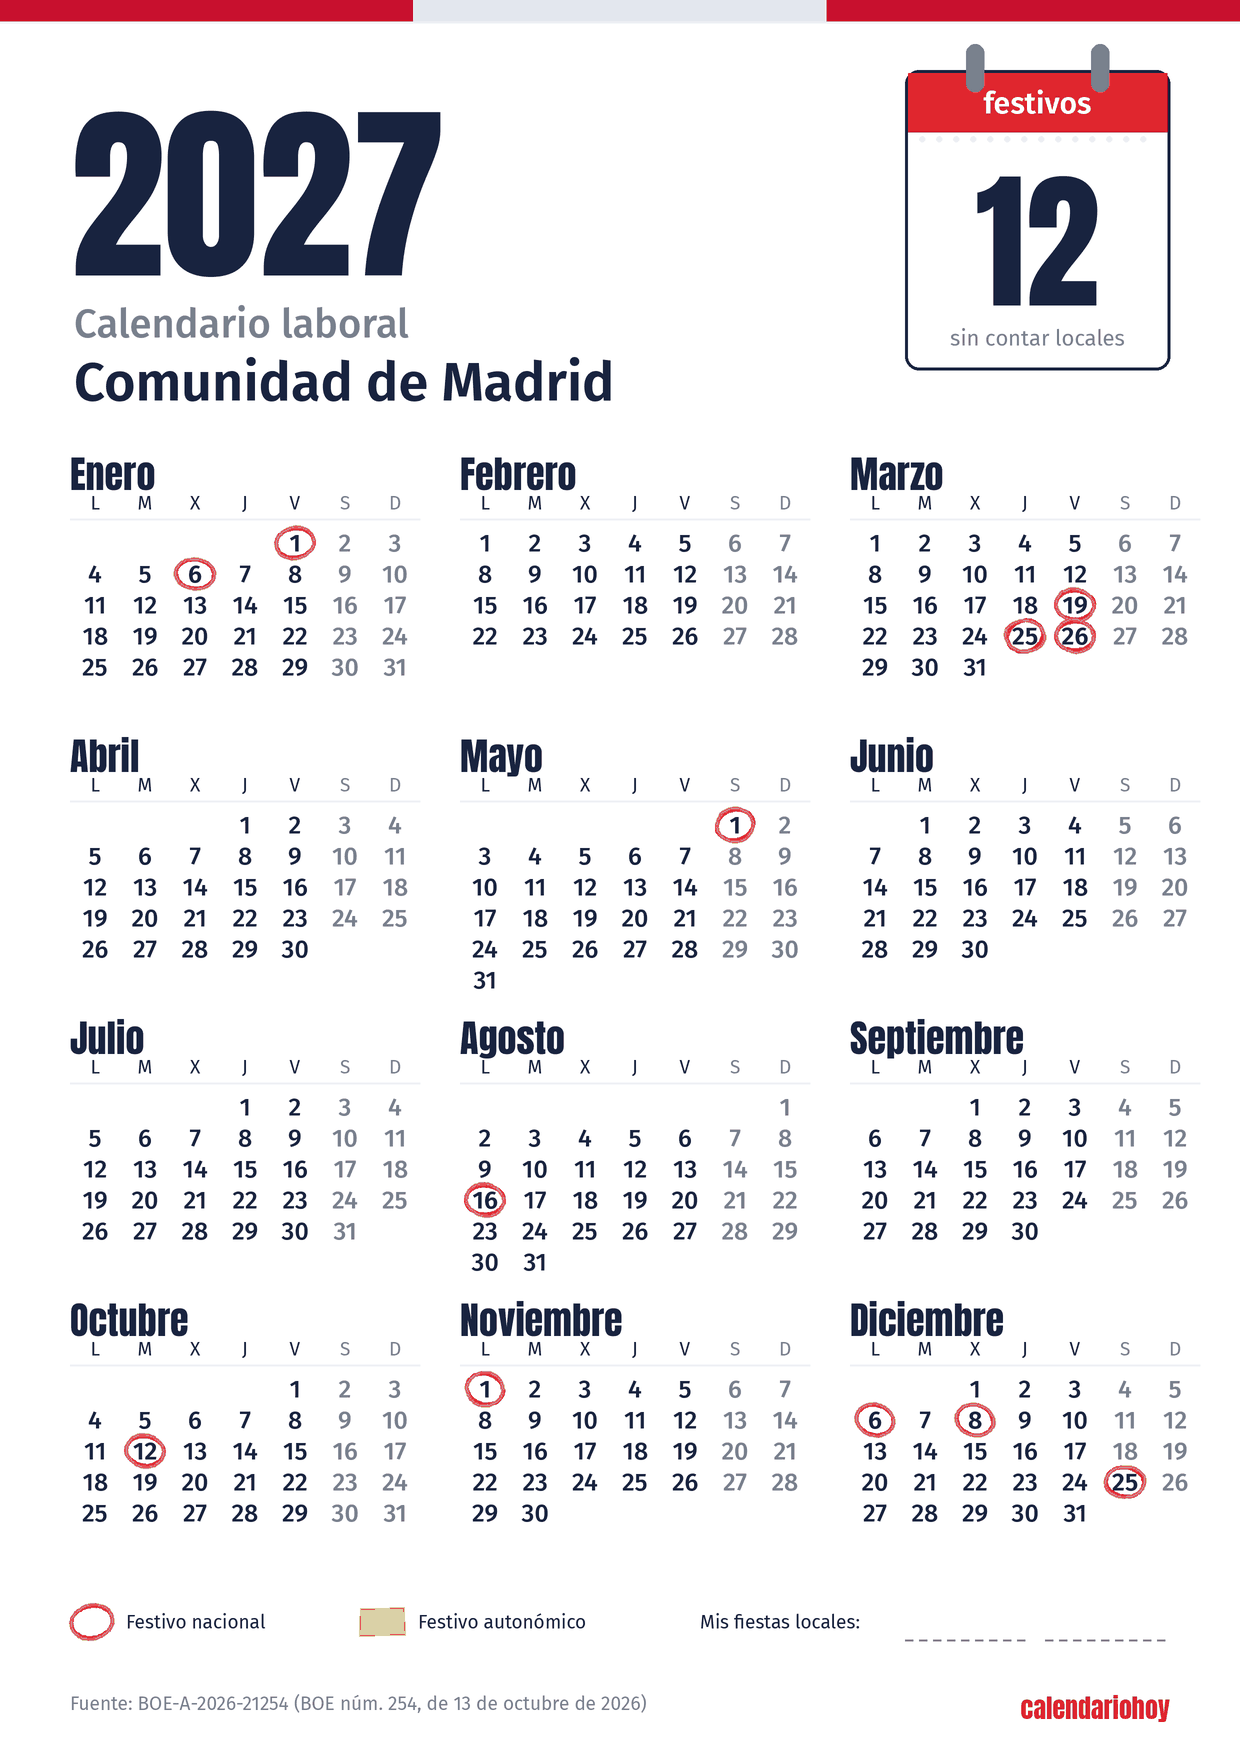 festivos
12
sin contar locales
2027
Calendario laboral
Comunidad de Madrid
Enero
L M X J V S D
1 2 3
4 5 6 7 8 9 10
11 12 13 14 15 16 17
18 19 20 21 22 23 24
25 26 27 28 29 30 31
Febrero
L M X J V S D
1 2 3 4 5 6 7
8 9 10 11 12 13 14
15 16 17 18 19 20 21
22 23 24 25 26 27 28
Marzo
L M X J V S D
1 2 3 4 5 6 7
8 9 10 11 12 13 14
15 16 17 18 19 20 21
22 23 24 25 26 27 28
29 30 31
Abril
L M X J V S D
1 2 3 4
5 6 7 8 9 10 11
12 13 14 15 16 17 18
19 20 21 22 23 24 25
26 27 28 29 30
Mayo
L M X J V S D
1 2
3 4 5 6 7 8 9
10 11 12 13 14 15 16
17 18 19 20 21 22 23
24 25 26 27 28 29 30
31
Junio
L M X J V S D
1 2 3 4 5 6
7 8 9 10 11 12 13
14 15 16 17 18 19 20
21 22 23 24 25 26 27
28 29 30
Julio
L M X J V S D
1 2 3 4
5 6 7 8 9 10 11
12 13 14 15 16 17 18
19 20 21 22 23 24 25
26 27 28 29 30 31
Agosto
L M X J V S D
1
2 3 4 5 6 7 8
9 10 11 12 13 14 15
16 17 18 19 20 21 22
23 24 25 26 27 28 29
30 31
Septiembre
L M X J V S D
1 2 3 4 5
6 7 8 9 10 11 12
13 14 15 16 17 18 19
20 21 22 23 24 25 26
27 28 29 30
Octubre
L M X J V S D
1 2 3
4 5 6 7 8 9 10
11 12 13 14 15 16 17
18 19 20 21 22 23 24
25 26 27 28 29 30 31
Noviembre
L M X J V S D
1 2 3 4 5 6 7
8 9 10 11 12 13 14
15 16 17 18 19 20 21
22 23 24 25 26 27 28
29 30
Diciembre
L M X J V S D
1 2 3 4 5
6 7 8 9 10 11 12
13 14 15 16 17 18 19
20 21 22 23 24 25 26
27 28 29 30 31
Festivo nacional
Festivo autonómico
Mis fiestas locales:
Fuente: BOE-A-2026-21254 (BOE núm. 254, de 13 de octubre de 2026)
calendariohoy